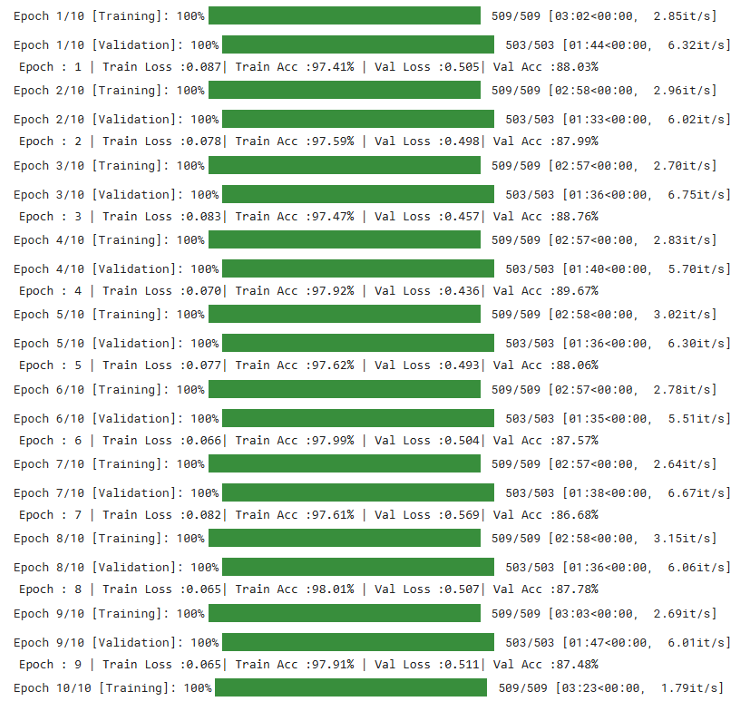 Epoch 1/10 [Training]: 100% 509/509 [03:02<00:00, 2.85it/s]
Epoch 1/10 [Validation]: 100% 503/503 [01:44<00:00, 6.32it/s]
Epoch : 1 | Train Loss :0.087| Train Acc :97.41% | Val Loss :0.505| Val Acc :88.03%
Epoch 2/10 [Training]: 100% 509/509 [02:58<00:00, 2.96it/s]
Epoch 2/10 [Validation]: 100% 503/503 [01:33<00:00, 6.02it/s]
Epoch : 2 | Train Loss :0.078| Train Acc :97.59% | Val Loss :0.498| Val Acc :87.99%
Epoch 3/10 [Training]: 100% 509/509 [02:57<00:00, 2.70it/s]
Epoch 3/10 [Validation]: 100% 503/503 [01:36<00:00, 6.75it/s]
Epoch : 3 | Train Loss :0.083| Train Acc :97.47% | Val Loss :0.457| Val Acc :88.76%
Epoch 4/10 [Training]: 100% 509/509 [02:57<00:00, 2.83it/s]
Epoch 4/10 [Validation]: 100% 503/503 [01:40<00:00, 5.70it/s]
Epoch : 4 | Train Loss :0.070| Train Acc :97.92% | Val Loss :0.436| Val Acc :89.67%
Epoch 5/10 [Training]: 100% 509/509 [02:58<00:00, 3.02it/s]
Epoch 5/10 [Validation]: 100% 503/503 [01:36<00:00, 6.30it/s]
Epoch : 5 | Train Loss :0.077| Train Acc :97.62% | Val Loss :0.493| Val Acc :88.06%
Epoch 6/10 [Training]: 100% 509/509 [02:57<00:00, 2.78it/s]
Epoch 6/10 [Validation]: 100% 503/503 [01:35<00:00, 5.51it/s]
Epoch : 6 | Train Loss :0.066| Train Acc :97.99% | Val Loss :0.504| Val Acc :87.57%
Epoch 7/10 [Training]: 100% 509/509 [02:57<00:00, 2.64it/s]
Epoch 7/10 [Validation]: 100% 503/503 [01:38<00:00, 6.67it/s]
Epoch : 7 | Train Loss :0.082| Train Acc :97.61% | Val Loss :0.569| Val Acc :86.68%
Epoch 8/10 [Training]: 100% 509/509 [02:58<00:00, 3.15it/s]
Epoch 8/10 [Validation]: 100% 503/503 [01:36<00:00, 6.06it/s]
Epoch : 8 | Train Loss :0.065| Train Acc :98.01% | Val Loss :0.507| Val Acc :87.78%
Epoch 9/10 [Training]: 100% 509/509 [03:03<00:00, 2.69it/s]
Epoch 9/10 [Validation]: 100% 503/503 [01:47<00:00, 6.01it/s]
Epoch : 9 | Train Loss :0.065| Train Acc :97.91% | Val Loss :0.511| Val Acc :87.48%
Epoch 10/10 [Training]: 100% 509/509 [03:23<00:00, 1.79it/s]